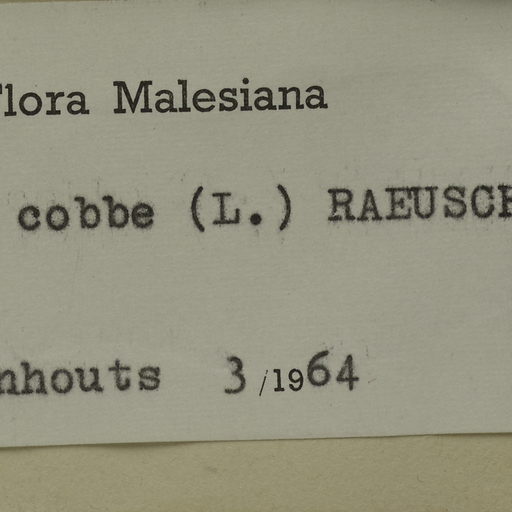 Flora Malesiana
cobbe (L.) RAEUSCH
nhouts 3/1964